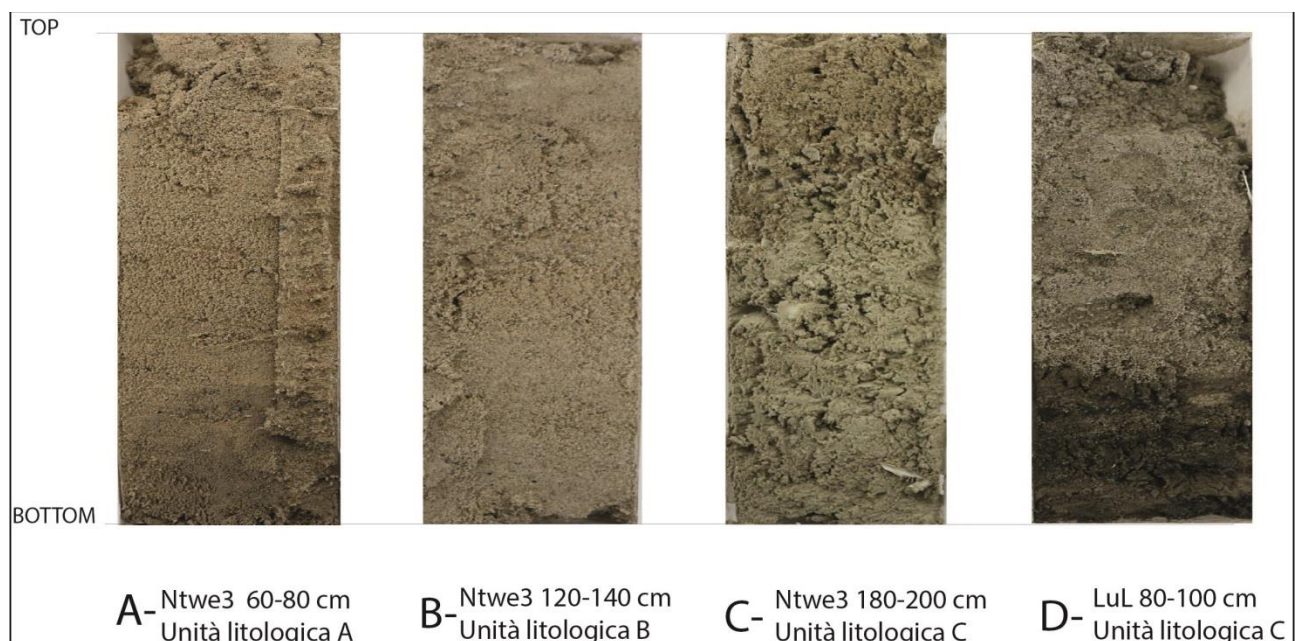 TOP
BOTTOM
A- Ntwe3 60-80 cm
Unità litologica A
B- Ntwe3 120-140 cm
Unità litologica B
C- Ntwe3 180-200 cm
Unità litologica C
D- LuL 80-100 cm
Unità litologica C